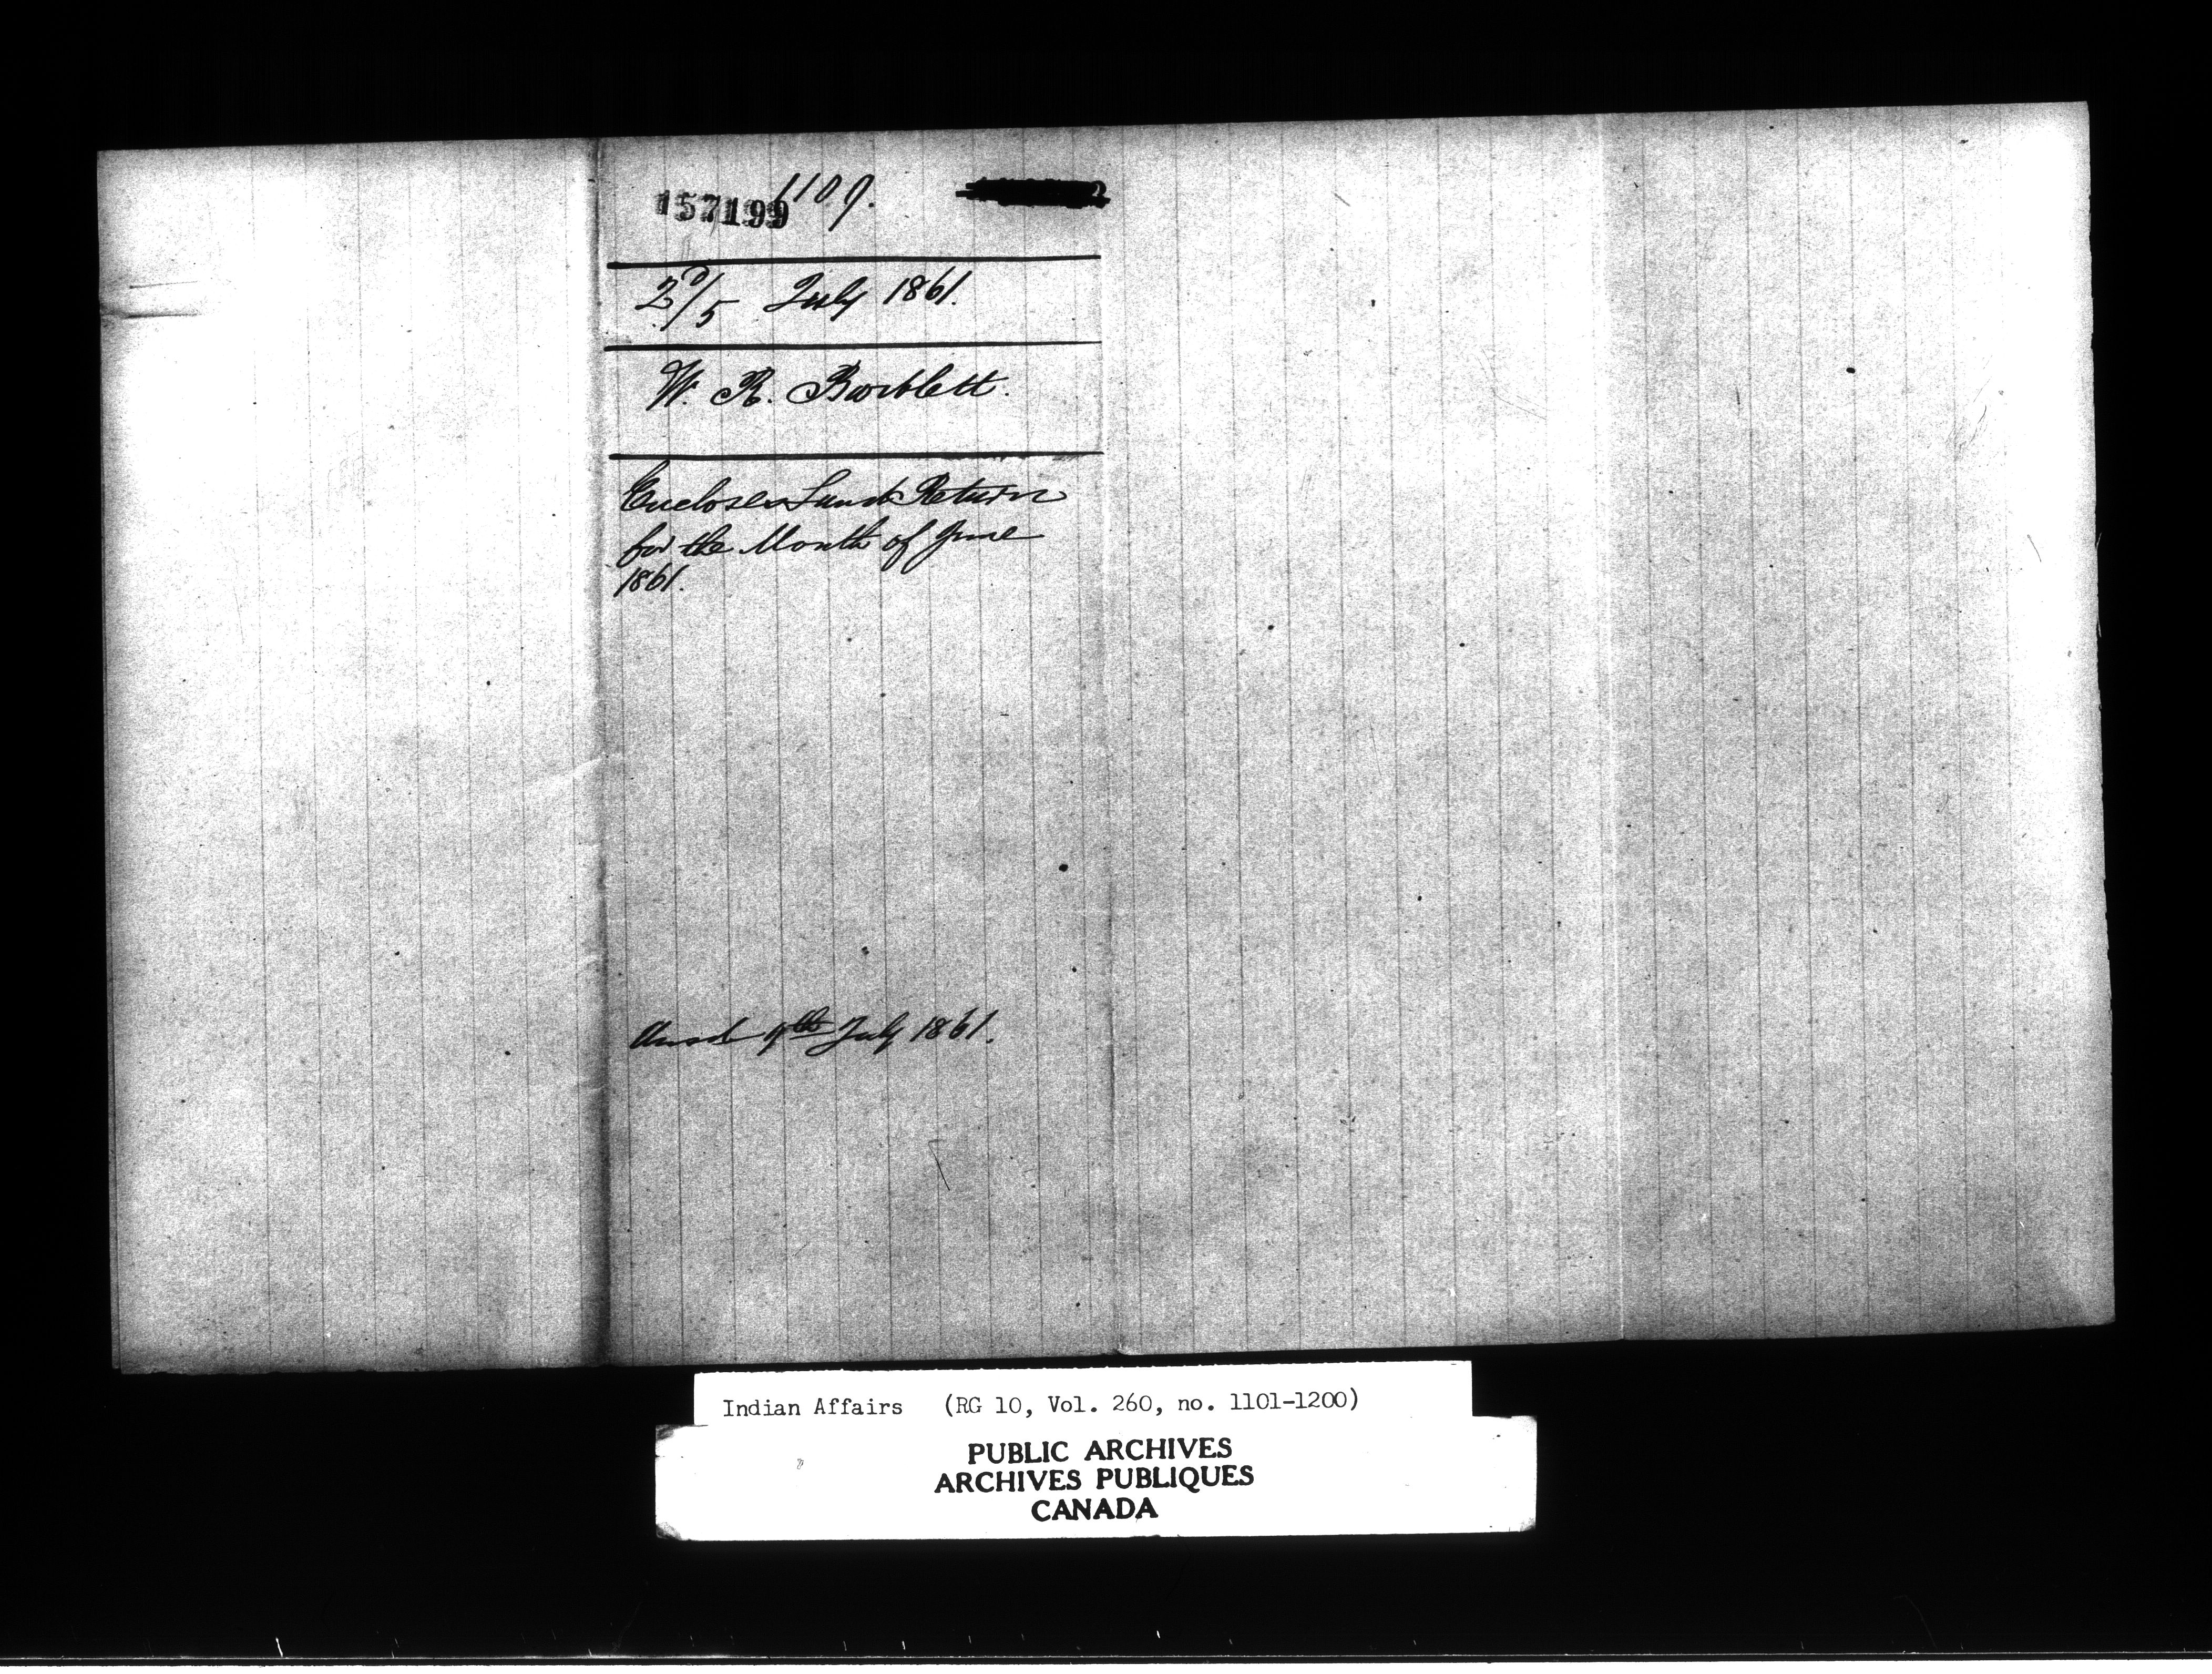 157199 1109.
2d/5 July 1861.
W. R. Bartlett.
Encloses Land Return
for the Month of June
1861.
Ansd 9th July 1861.
Indian Affairs (RG 10, Vol. 260, no. 1101-1200)
PUBLIC ARCHIVES
ARCHIVES PUBLIQUES
CANADA